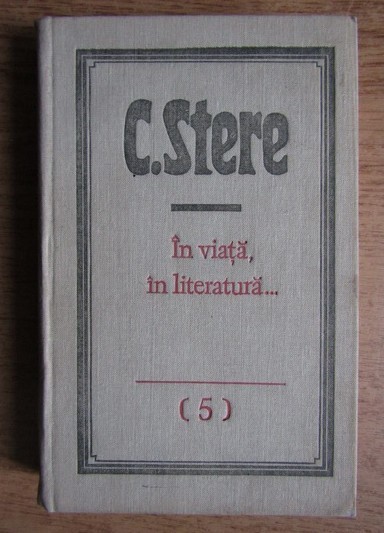 C.Stere
În viață,
în literatură...
(5)